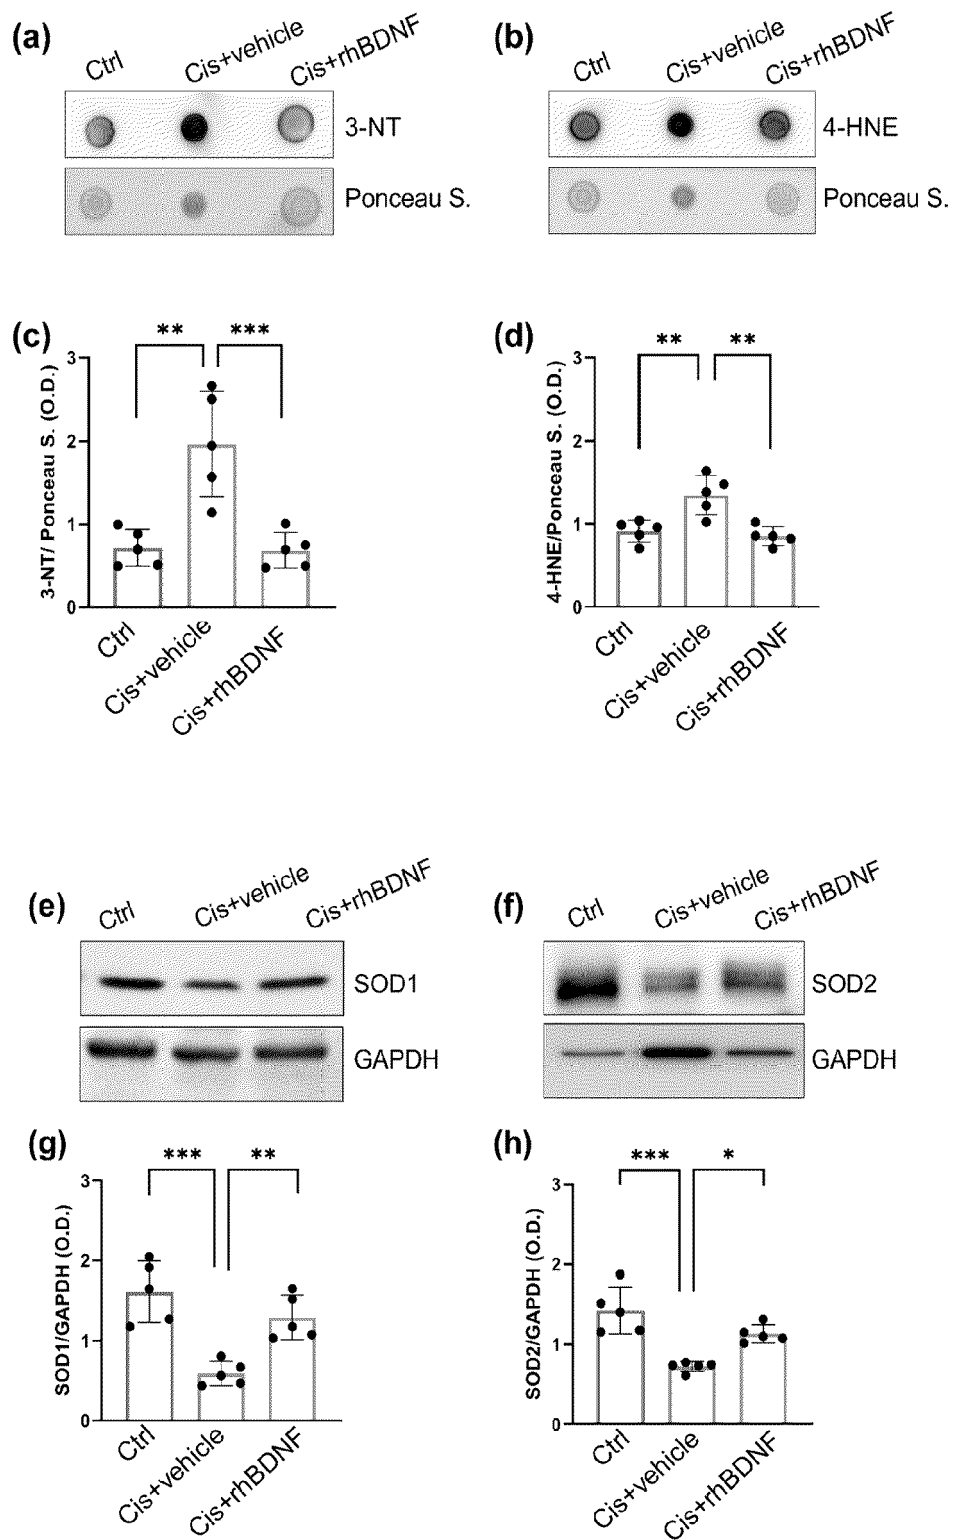 (a)
Ctrl
Cis+vehicle
Cis+rhBDNF
3-NT
Ponceau S.
(b)
Ctrl
Cis+vehicle
Cis+rhBDNF
4-HNE
Ponceau S.
(c)
** ***
3-NT/ Ponceau S. (O.D.)
3
2
1
0
Ctrl
Cis+vehicle
Cis+rhBDNF
(d)
** **
4-HNE/Ponceau S. (O.D.)
3
2
1
0
Ctrl
Cis+vehicle
Cis+rhBDNF
(e)
Ctrl
Cis+vehicle
Cis+rhBDNF
SOD1
GAPDH
(f)
Ctrl
Cis+vehicle
Cis+rhBDNF
SOD2
GAPDH
(g)
*** **
SOD1/GAPDH (O.D.)
3
2
1
0
Ctrl
Cis+vehicle
Cis+rhBDNF
(h)
*** *
SOD2/GAPDH (O.D.)
3
2
1
0
Ctrl
Cis+vehicle
Cis+rhBDNF